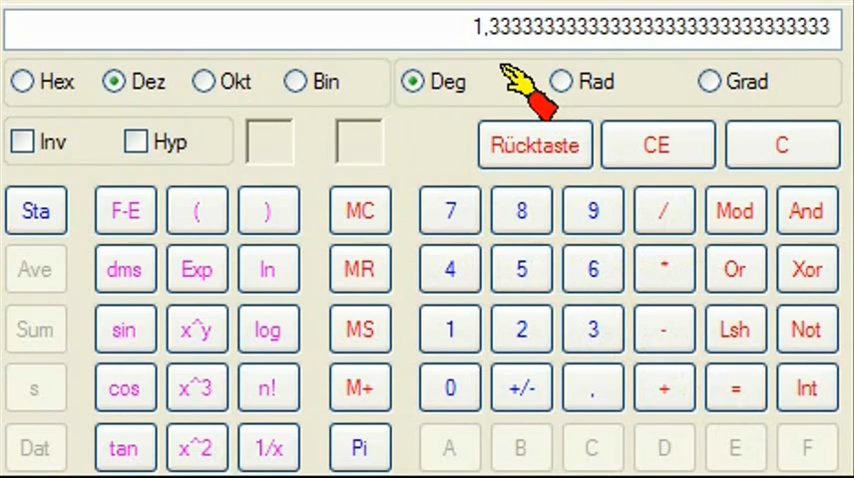 1,33333333333333333333333333333333
Hex Dez Okt Bin Deg Rad Grad
Inv Hyp Rücktaste CE C
Sta F-E ( ) MC 7 8 9 / Mod And
Ave dms Exp ln MR 4 5 6 * Or Xor
Sum sin x^y log MS 1 2 3 - Lsh Not
s cos x^3 n! M+ 0 +/- , + = Int
Dat tan x^2 1/x Pi A B C D E F